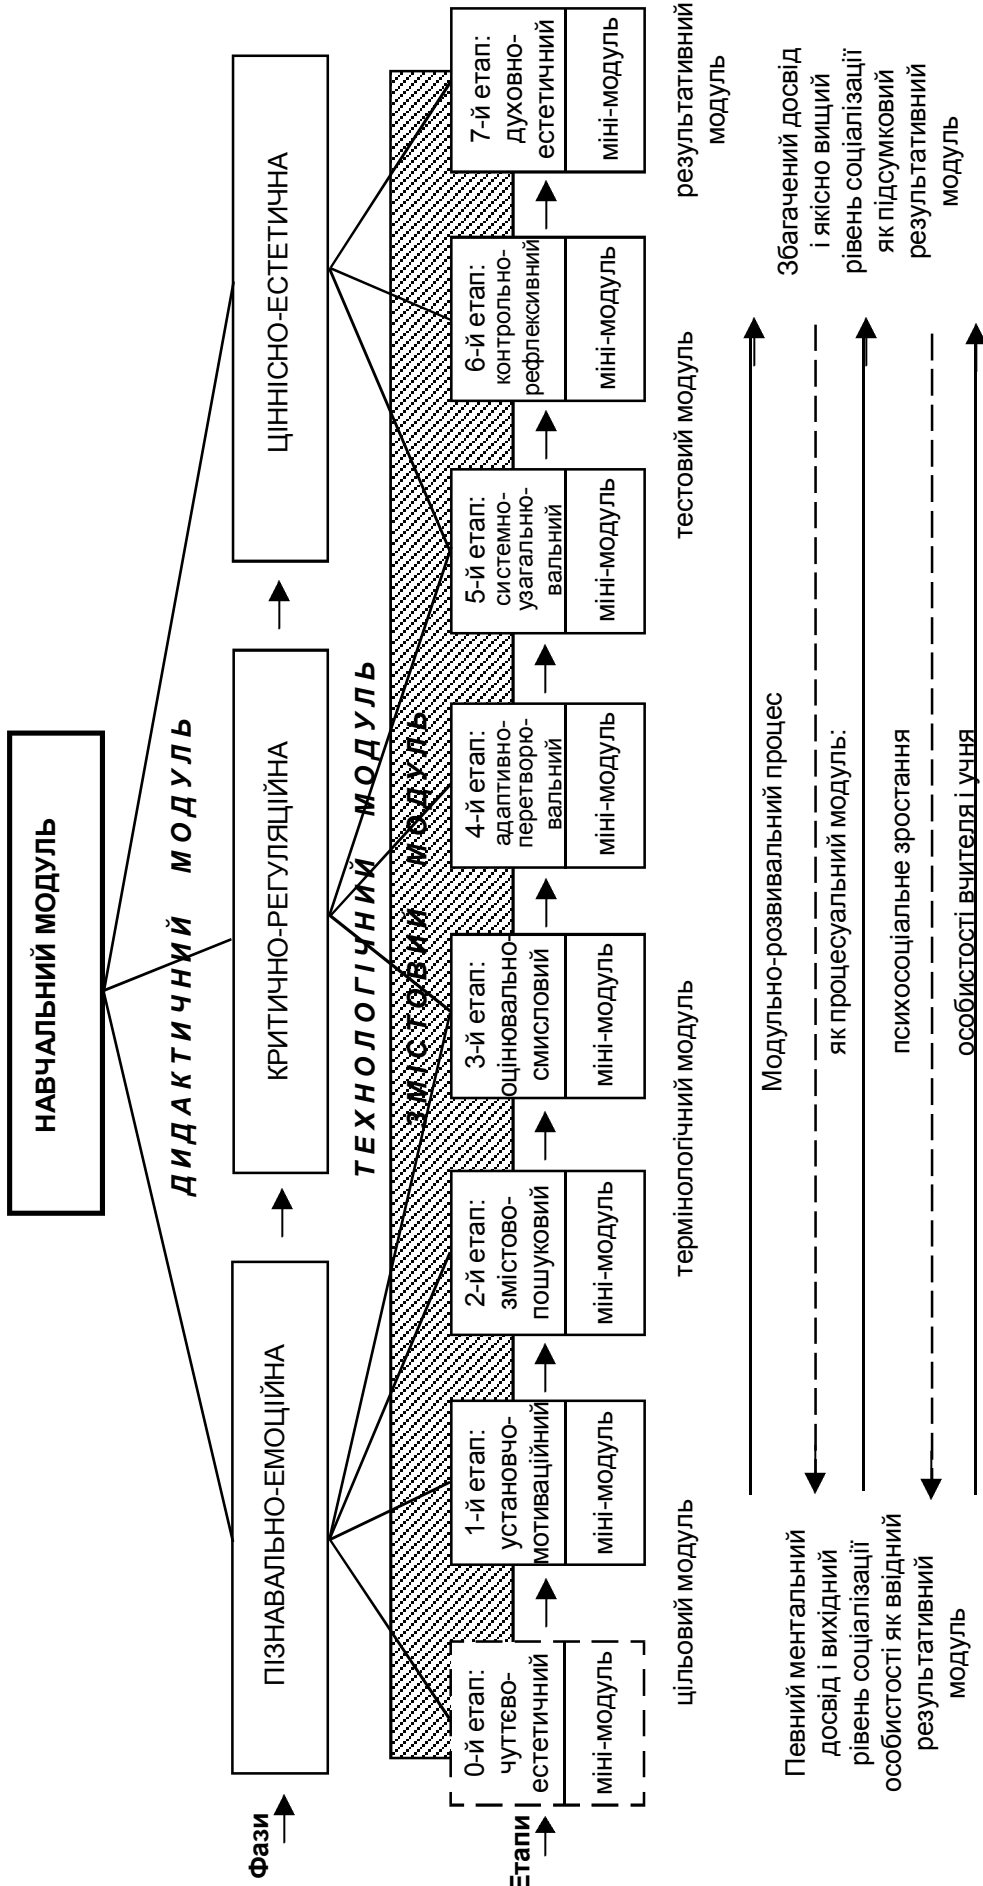 НАВЧАЛЬНИЙ МОДУЛЬ
ДИДАКТИЧНИЙ МОДУЛЬ
Фази
ПІЗНАВАЛЬНО-ЕМОЦІЙНА
КРИТИЧНО-РЕГУЛЯЦІЙНА
ЦІННІСНО-ЕСТЕТИЧНА
ТЕХНОЛОГІЧНИЙ МОДУЛЬ
ЗМІСТОВИЙ МОДУЛЬ
Етапи
0-й етап:
чуттєво-
естетичний
міні-модуль
1-й етап:
установчо-
мотиваційний
міні-модуль
2-й етап:
змістово-
пошуковий
міні-модуль
3-й етап:
оцінювально-
смисловий
міні-модуль
4-й етап:
адаптивно-
перетворю-
вальний
міні-модуль
5-й етап:
системно-
узагальню-
вальний
міні-модуль
6-й етап:
контрольно-
рефлексивний
міні-модуль
7-й етап:
духовно-
естетичний
міні-модуль
цільовий модуль
термінологічний модуль
тестовий модуль
результативний
модуль
Певний ментальний
досвід і вихідний
рівень соціалізації
особистості як ввідний
результативний
модуль
Модульно-розвивальний процес
як процесуальний модуль:
психосоціальне зростання
особистості вчителя і учня
Збагачений досвід
і якісно вищий
рівень соціалізації
як підсумковий
результативний
модуль